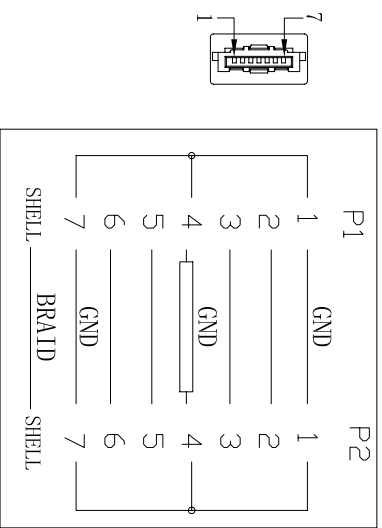 7
1
P1 P2
1 GND 1
2 2
3 3
4 GND 4
5 5
6 6
7 GND 7
SHELL BRAID SHELL